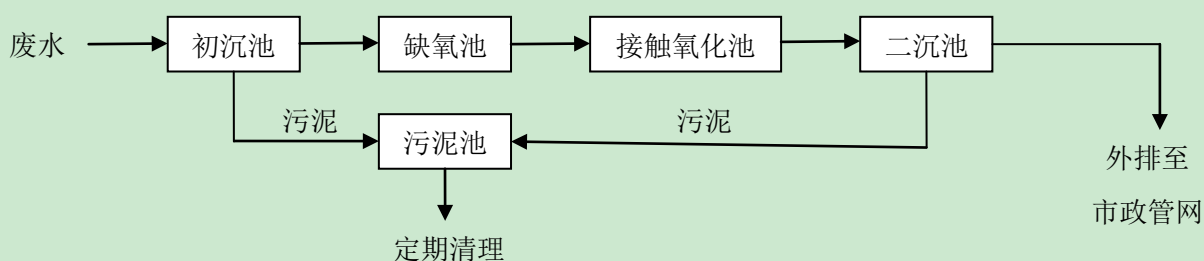 废水
初沉池
缺氧池
接触氧化池
二沉池
污泥
污泥池
污泥
外排至
市政管网
定期清理